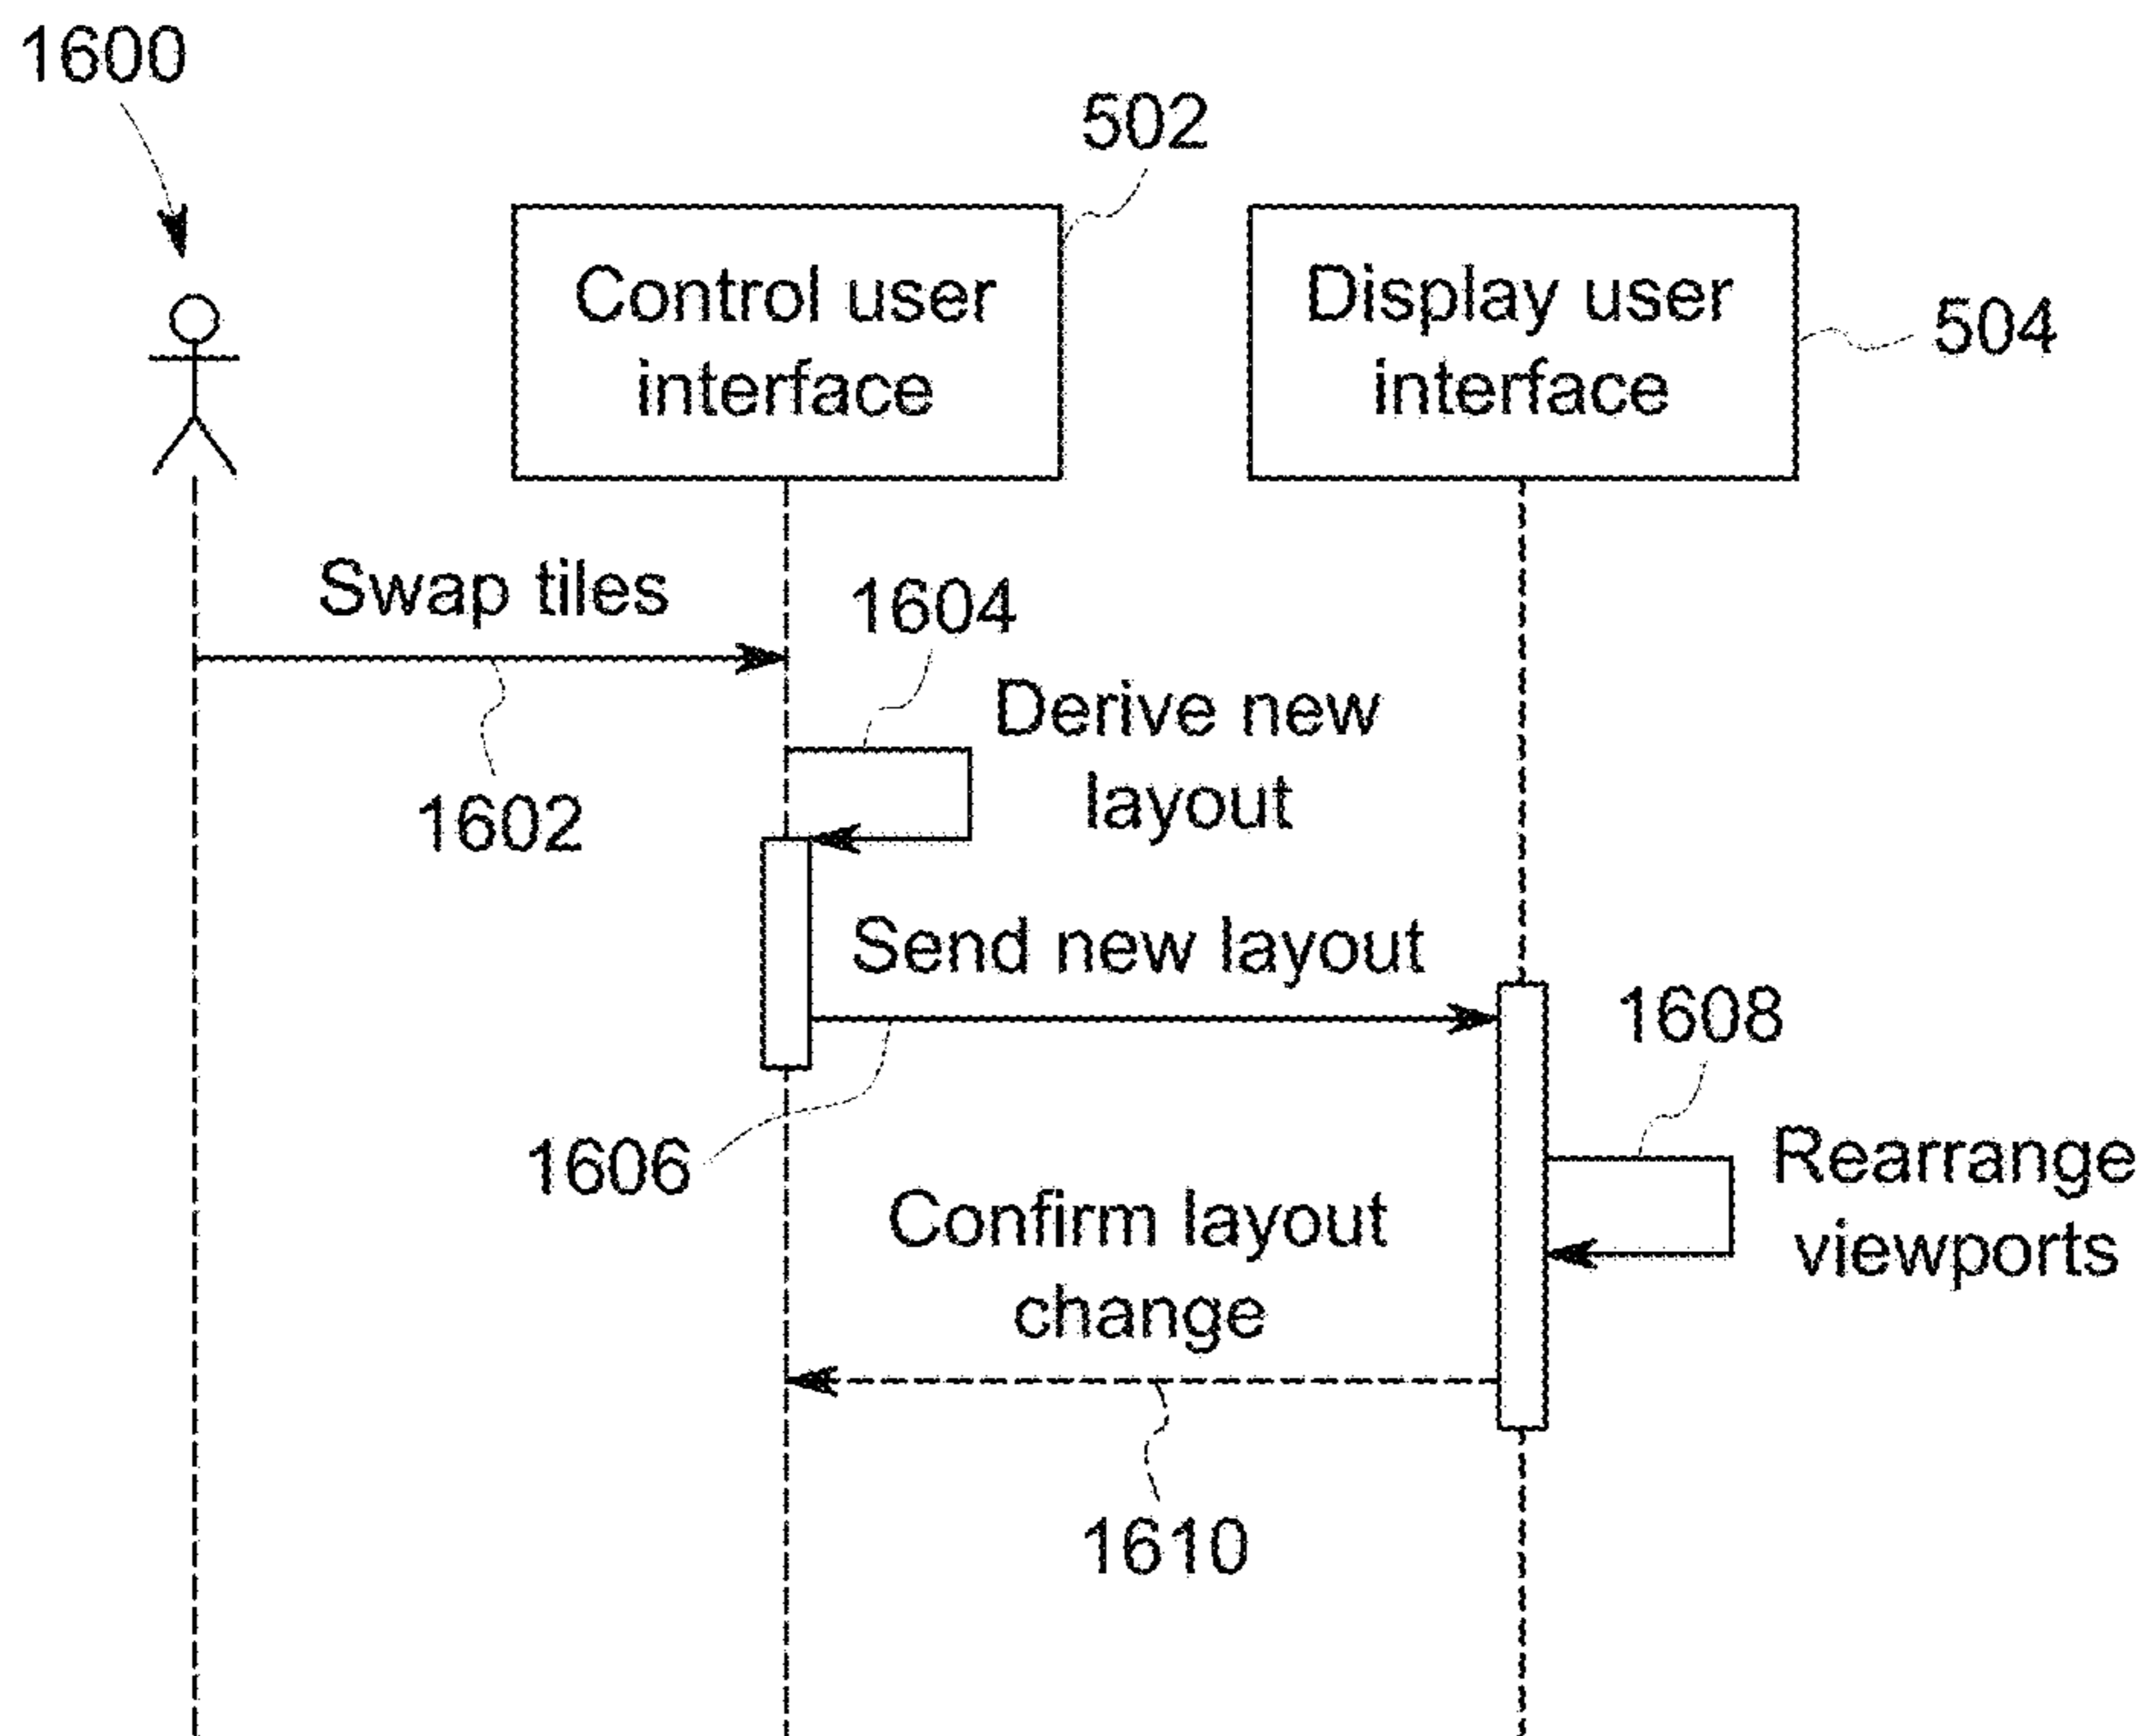 1600
502
Control user
interface
Display user
interface
504
Swap tiles
1604
1602
Derive new
layout
Send new layout
1608
1606
Rearrange
viewports
Confirm layout
change
1610